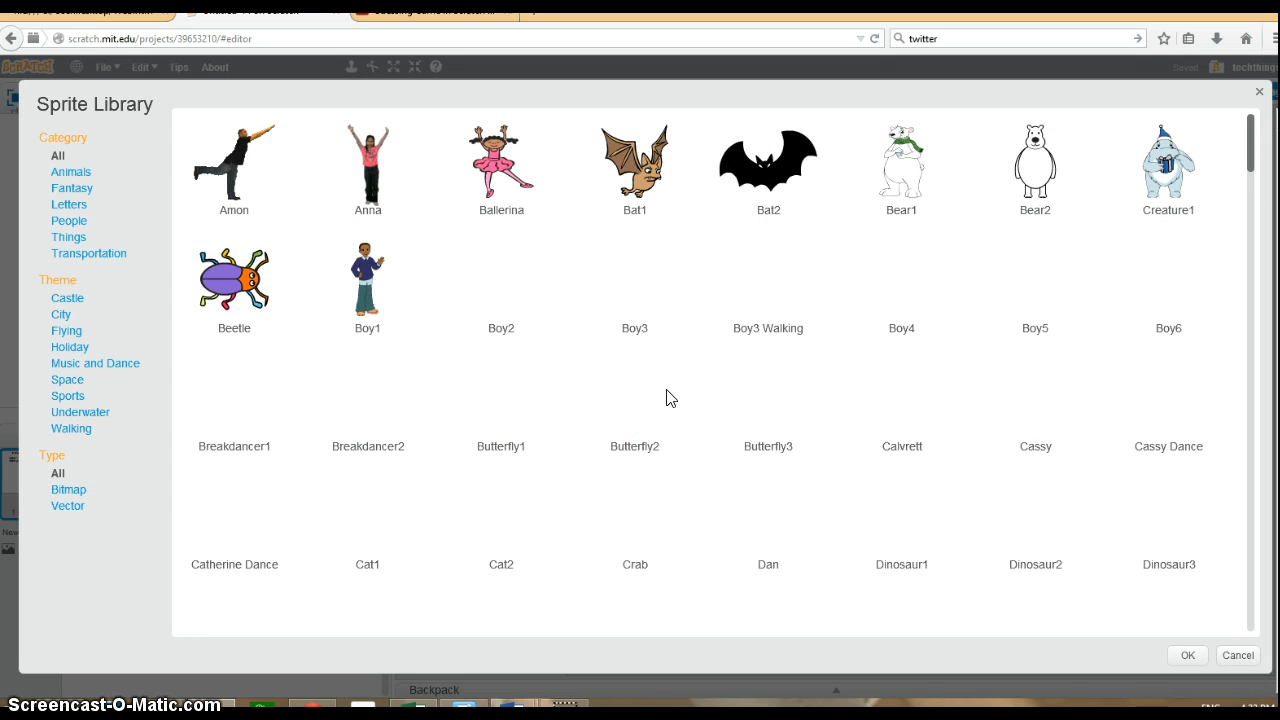 scratch.mit.edu/projects/39653210/#editor
twitter
SCRATCH File Edit Tips About
Saved techthings
Sprite Library
Category
All
Animals
Fantasy
Letters
People
Things
Transportation
Theme
Castle
City
Flying
Holiday
Music and Dance
Space
Sports
Underwater
Walking
Type
All
Bitmap
Vector
Amon Anna Ballerina Bat1 Bat2 Bear1 Bear2 Creature1
Beetle Boy1 Boy2 Boy3 Boy3 Walking Boy4 Boy5 Boy6
Breakdancer1 Breakdancer2 Butterfly1 Butterfly2 Butterfly3 Calvrett Cassy Cassy Dance
Catherine Dance Cat1 Cat2 Crab Dan Dinosaur1 Dinosaur2 Dinosaur3
OK Cancel
Backpack
Screencast-O-Matic.com